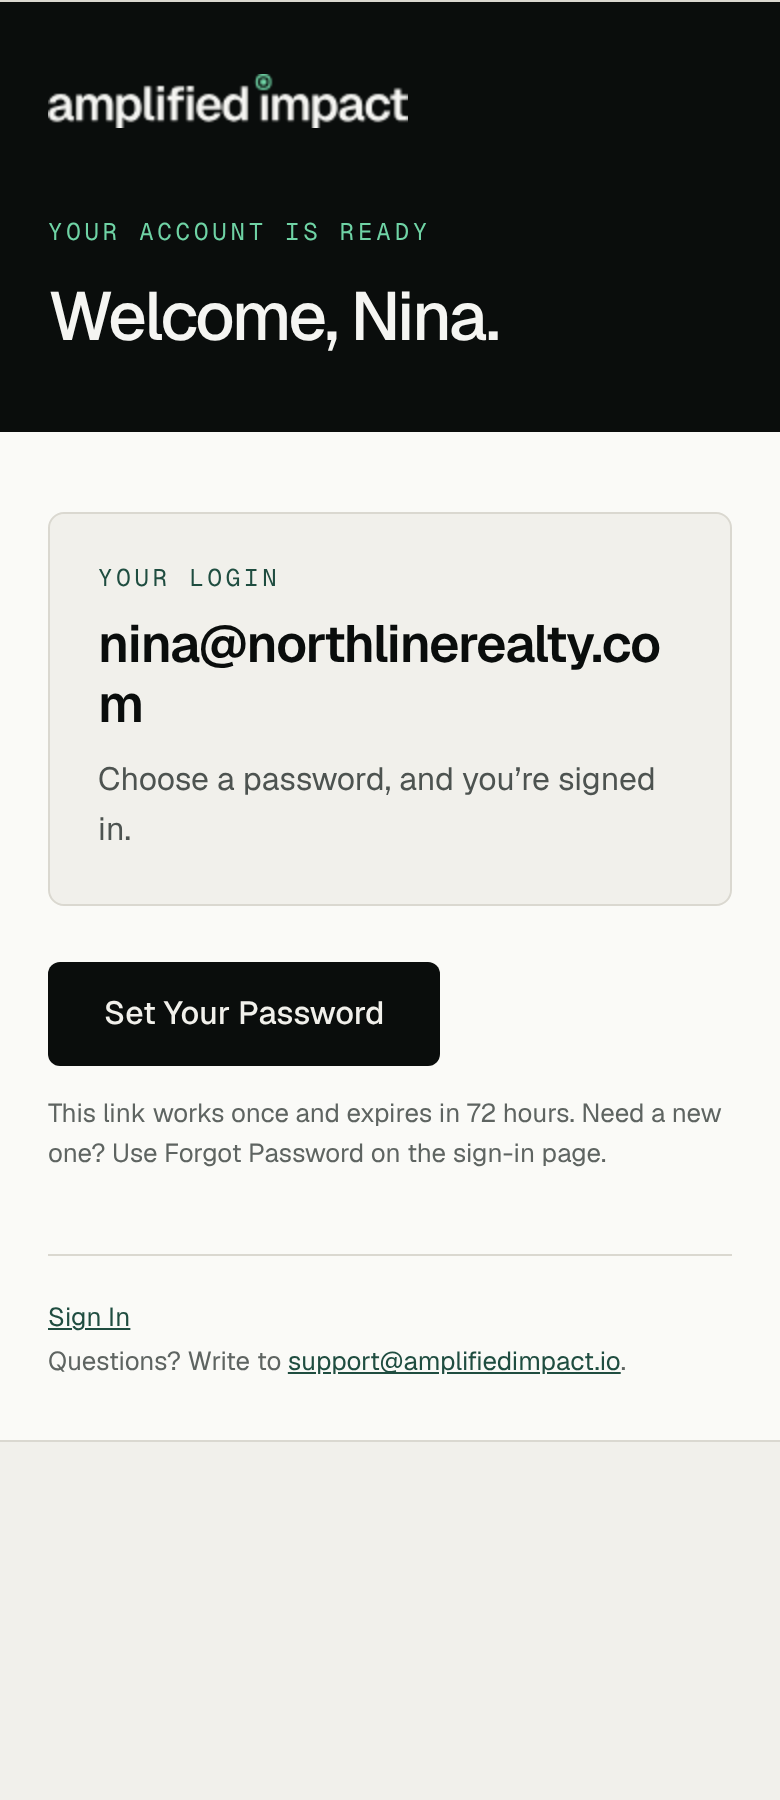 amplified impact
YOUR ACCOUNT IS READY
Welcome, Nina.
YOUR LOGIN
nina@northlinerealty.co
m
Choose a password, and you’re signed
in.
Set Your Password
This link works once and expires in 72 hours. Need a new
one? Use Forgot Password on the sign-in page.
Sign In
Questions? Write to support@amplifiedimpact.io.